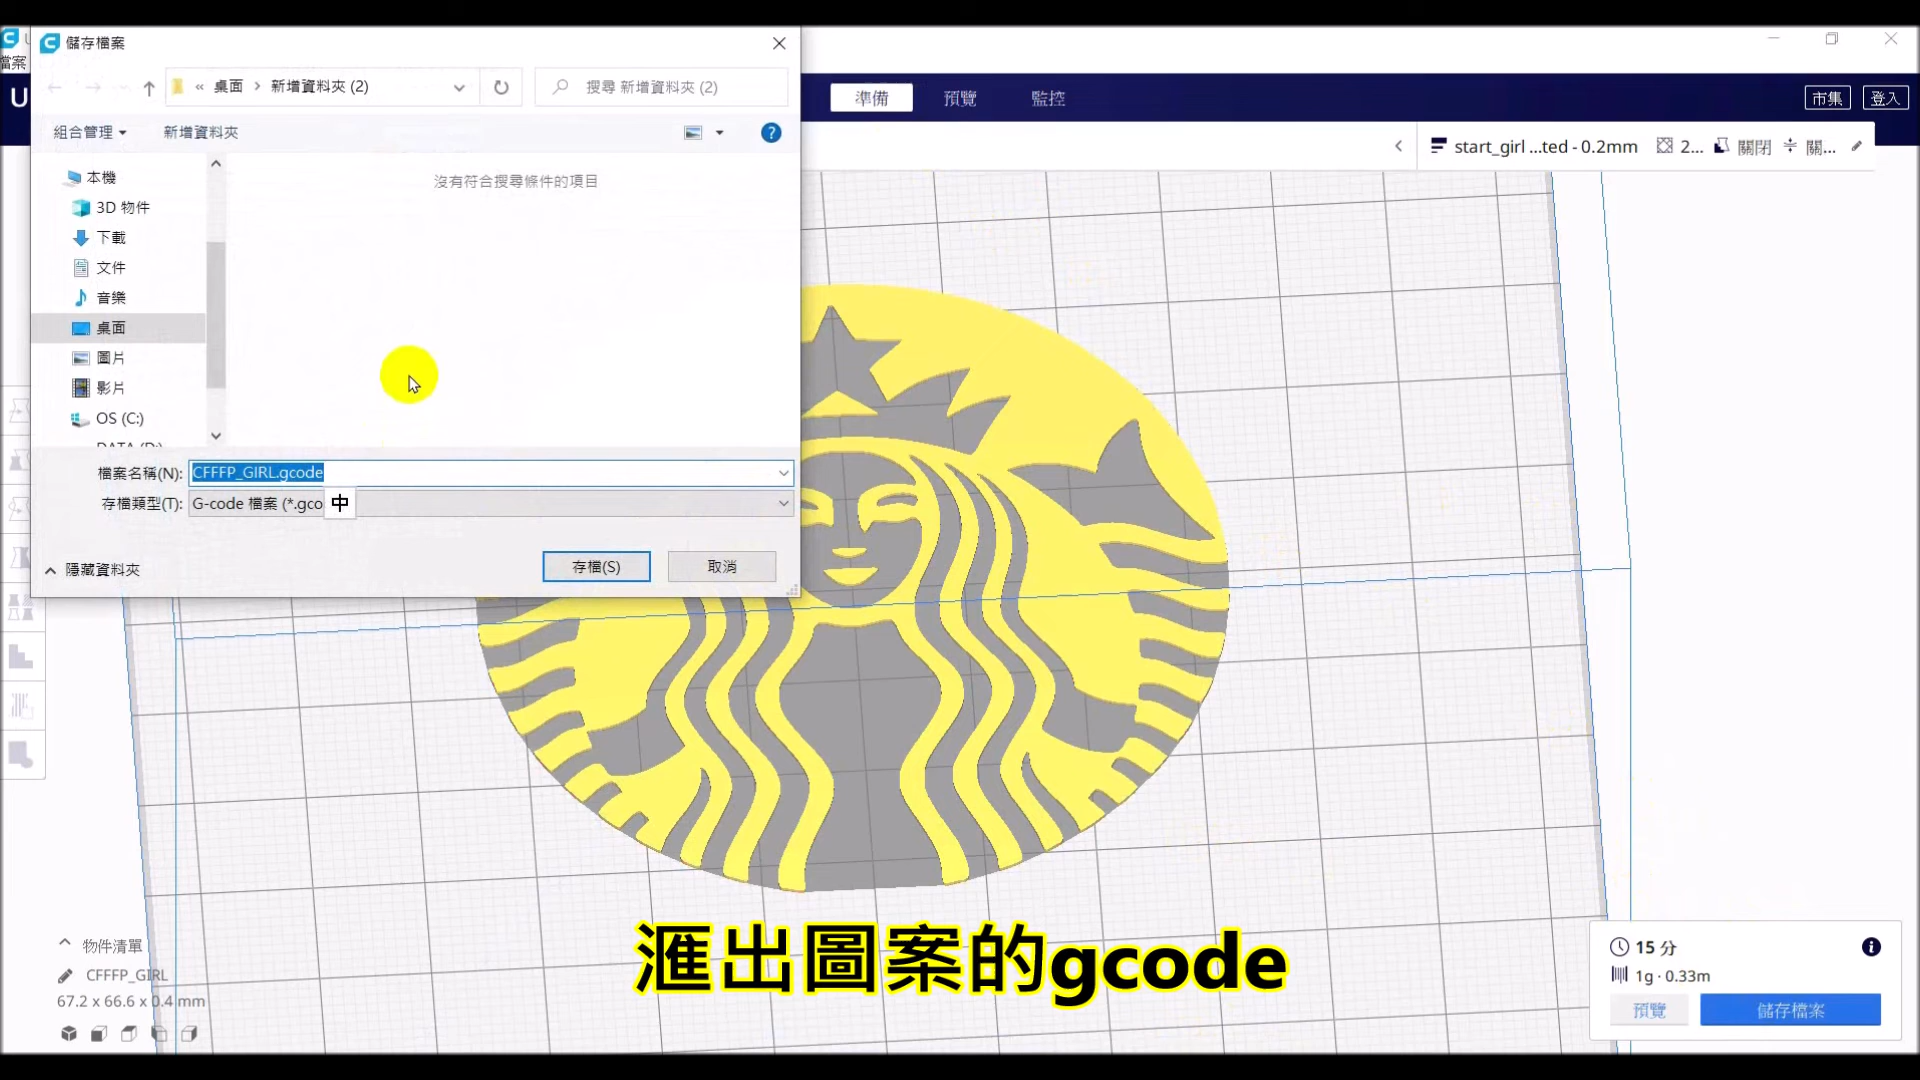 儲存檔案
檔案
U
« 桌面 > 新增資料夾 (2)
搜尋 新增資料夾 (2)
準備
預覽
監控
市集
登入
組合管理
新增資料夾
start_girl ...ted - 0.2mm
2...
關閉
關...
沒有符合搜尋條件的項目
本機
3D 物件
下載
文件
音樂
桌面
圖片
影片
OS (C:)
DATA (D:)
檔案名稱(N):
CFFFP_GIRL.gcode
存檔類型(T):
G-code 檔案 (*.gco
中
隱藏資料夾
存檔(S)
取消
滙出圖案的gcode
物件清單
CFFFP_GIRL
67.2 x 66.6 x 0.4 mm
15 分
1g · 0.33m
預覽
儲存檔案